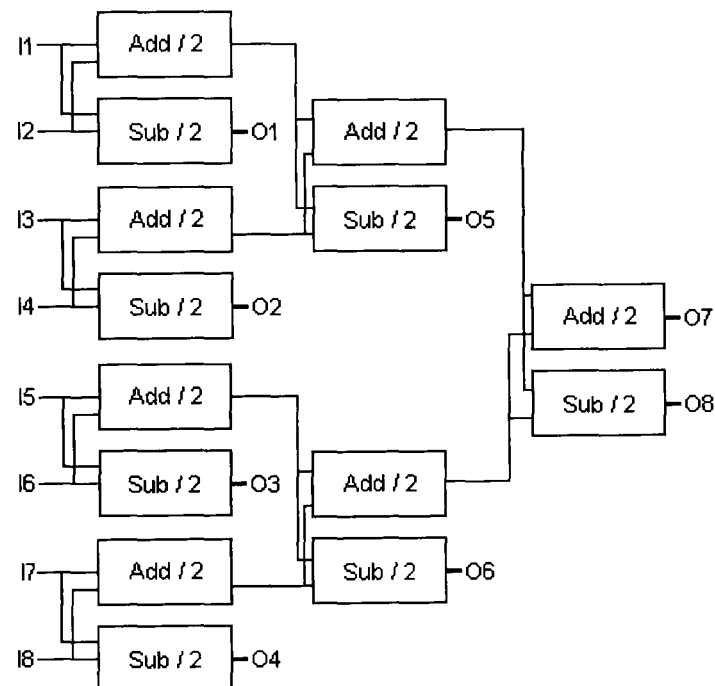 I1
Add / 2
I2
Sub / 2
O1
Add / 2
I3
Add / 2
Sub / 2
O5
I4
Sub / 2
O2
Add / 2
O7
I5
Add / 2
Sub / 2
O8
I6
Sub / 2
O3
Add / 2
I7
Add / 2
Sub / 2
O6
I8
Sub / 2
O4